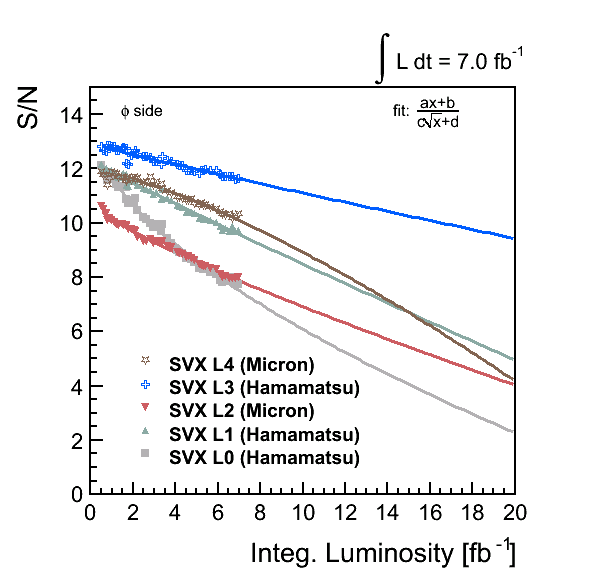 ∫ L dt = 7.0 fb⁻¹
S/N
ϕ side
fit: ax+b / c√x+d
14
12
10
8
6
4
2
0
SVX L4 (Micron)
SVX L3 (Hamamatsu)
SVX L2 (Micron)
SVX L1 (Hamamatsu)
SVX L0 (Hamamatsu)
0 2 4 6 8 10 12 14 16 18 20
Integ. Luminosity [fb⁻¹]